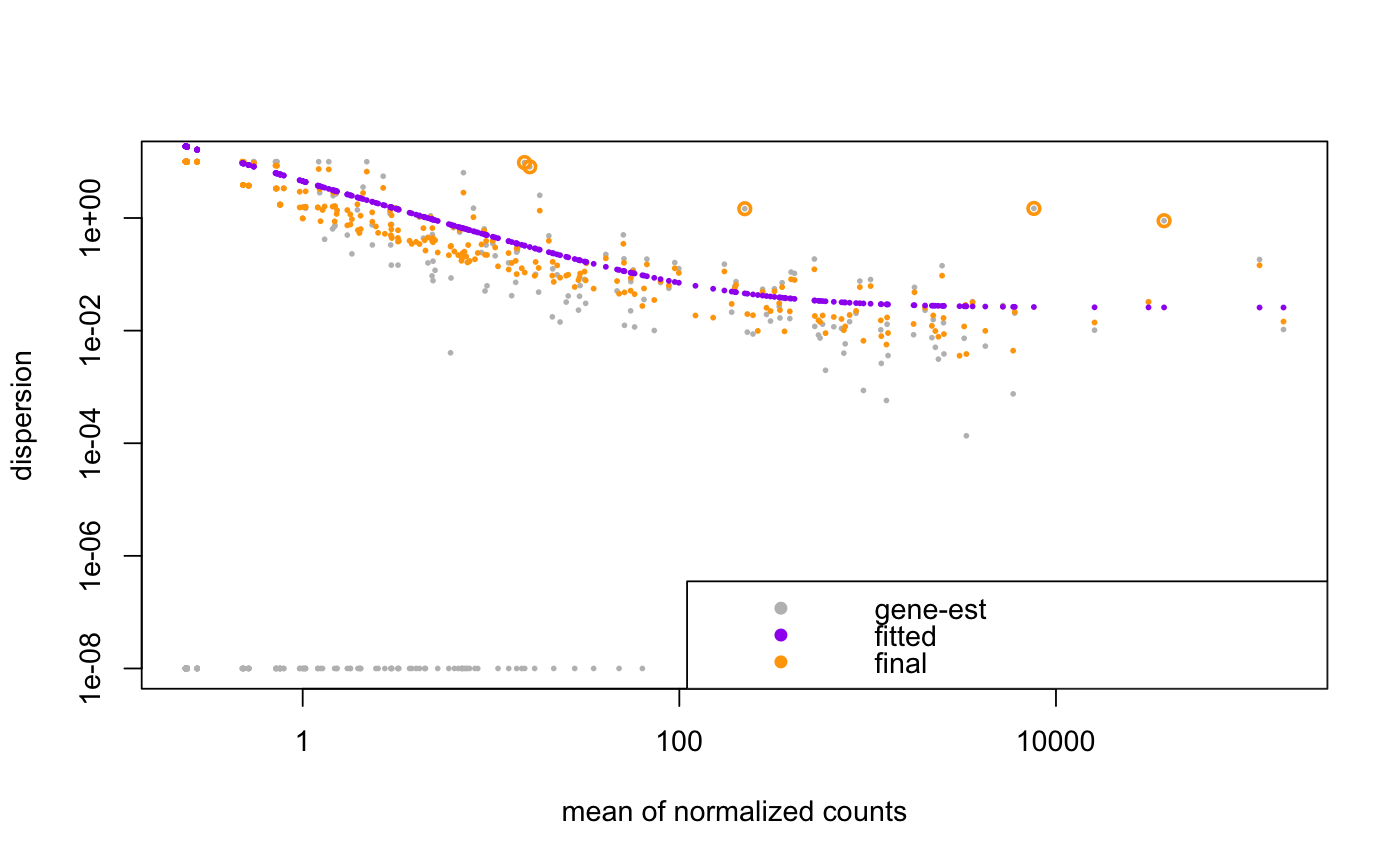 dispersion
1e+00
1e-02
1e-04
1e-06
1e-08
gene-est
fitted
final
1
100
10000
mean of normalized counts